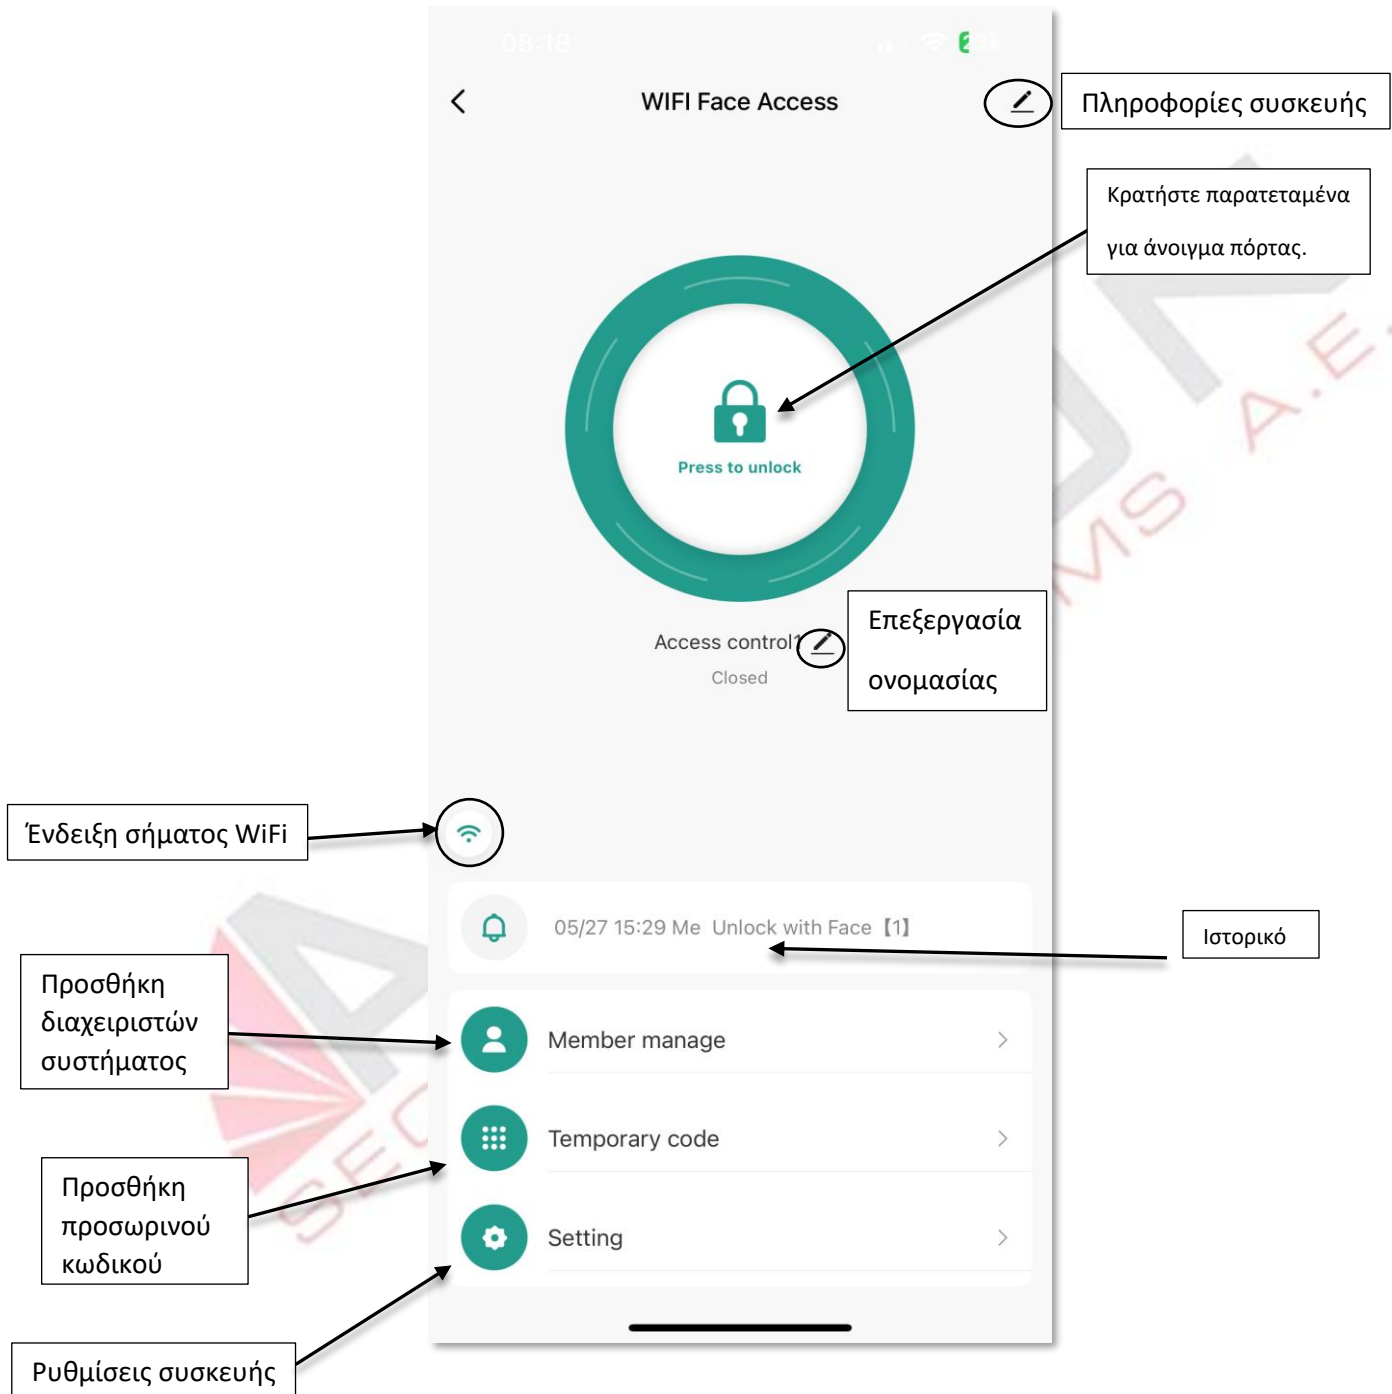 08:18
WIFI Face Access
Πληροφορίες συσκευής
Κρατήστε παρατεταμένα
για άνοιγμα πόρτας.
Press to unlock
Access control1
Closed
Επεξεργασία
ονομασίας
Ένδειξη σήματος WiFi
05/27 15:29 Me Unlock with Face【1】
Ιστορικό
Προσθήκη
διαχειριστών
συστήματος
Member manage
Temporary code
Προσθήκη
προσωρινού
κωδικού
Setting
Ρυθμίσεις συσκευής
A.E.